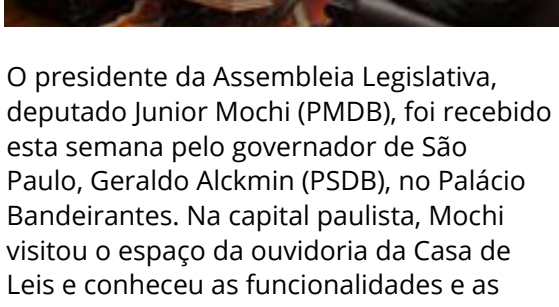 O presidente da Assembleia Legislativa,
deputado Junior Mochi (PMDB), foi recebido
esta semana pelo governador de São
Paulo, Geraldo Alckmin (PSDB), no Palácio
Bandeirantes. Na capital paulista, Mochi
visitou o espaço da ouvidoria da Casa de
Leis e conheceu as funcionalidades e as